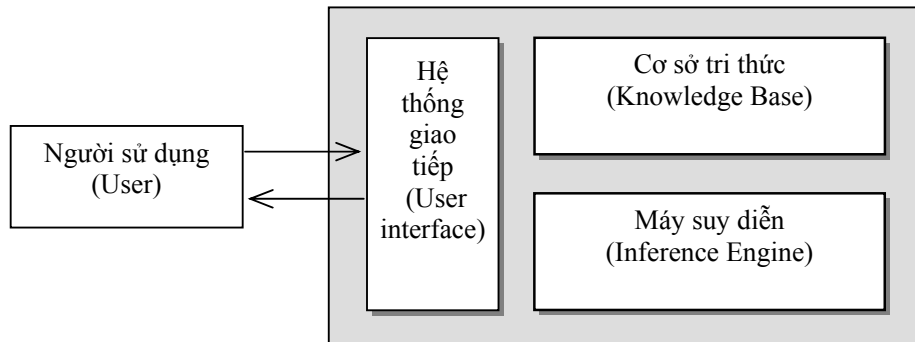 Người sử dụng
(User)
Hệ
thống
giao
tiếp
(User
interface)
Cơ sở tri thức
(Knowledge Base)
Máy suy diễn
(Inference Engine)